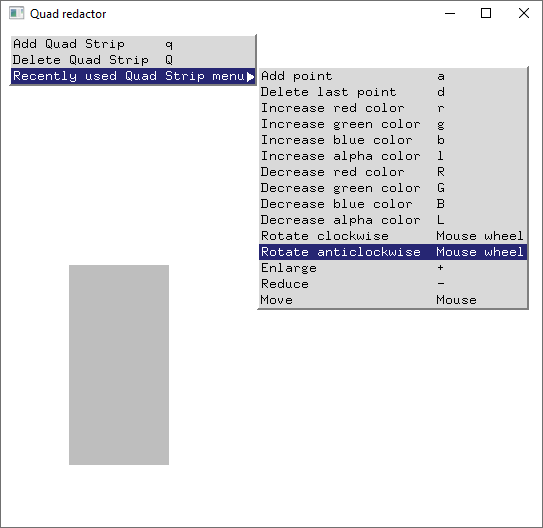 Quad redactor
Add Quad Strip q
Delete Quad Strip Q
Recently used Quad Strip menu
Add point a
Delete last point d
Increase red color r
Increase green color g
Increase blue color b
Increase alpha color l
Decrease red color R
Decrease green color G
Decrease blue color B
Decrease alpha color L
Rotate clockwise Mouse wheel
Rotate anticlockwise Mouse wheel
Enlarge +
Reduce -
Move Mouse